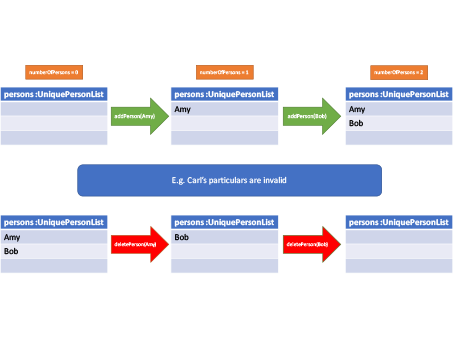 numberOfPersons = 0
numberOfPersons = 1
numberOfPersons = 2
persons :UniquePersonList
persons :UniquePersonList
persons :UniquePersonList
addPerson(Amy)
Amy
addPerson(Bob)
Amy
Bob
E.g. Carl's particulars are invalid
persons :UniquePersonList
persons :UniquePersonList
persons :UniquePersonList
Amy
Bob
deletePerson(Amy)
Bob
deletePerson(Bob)